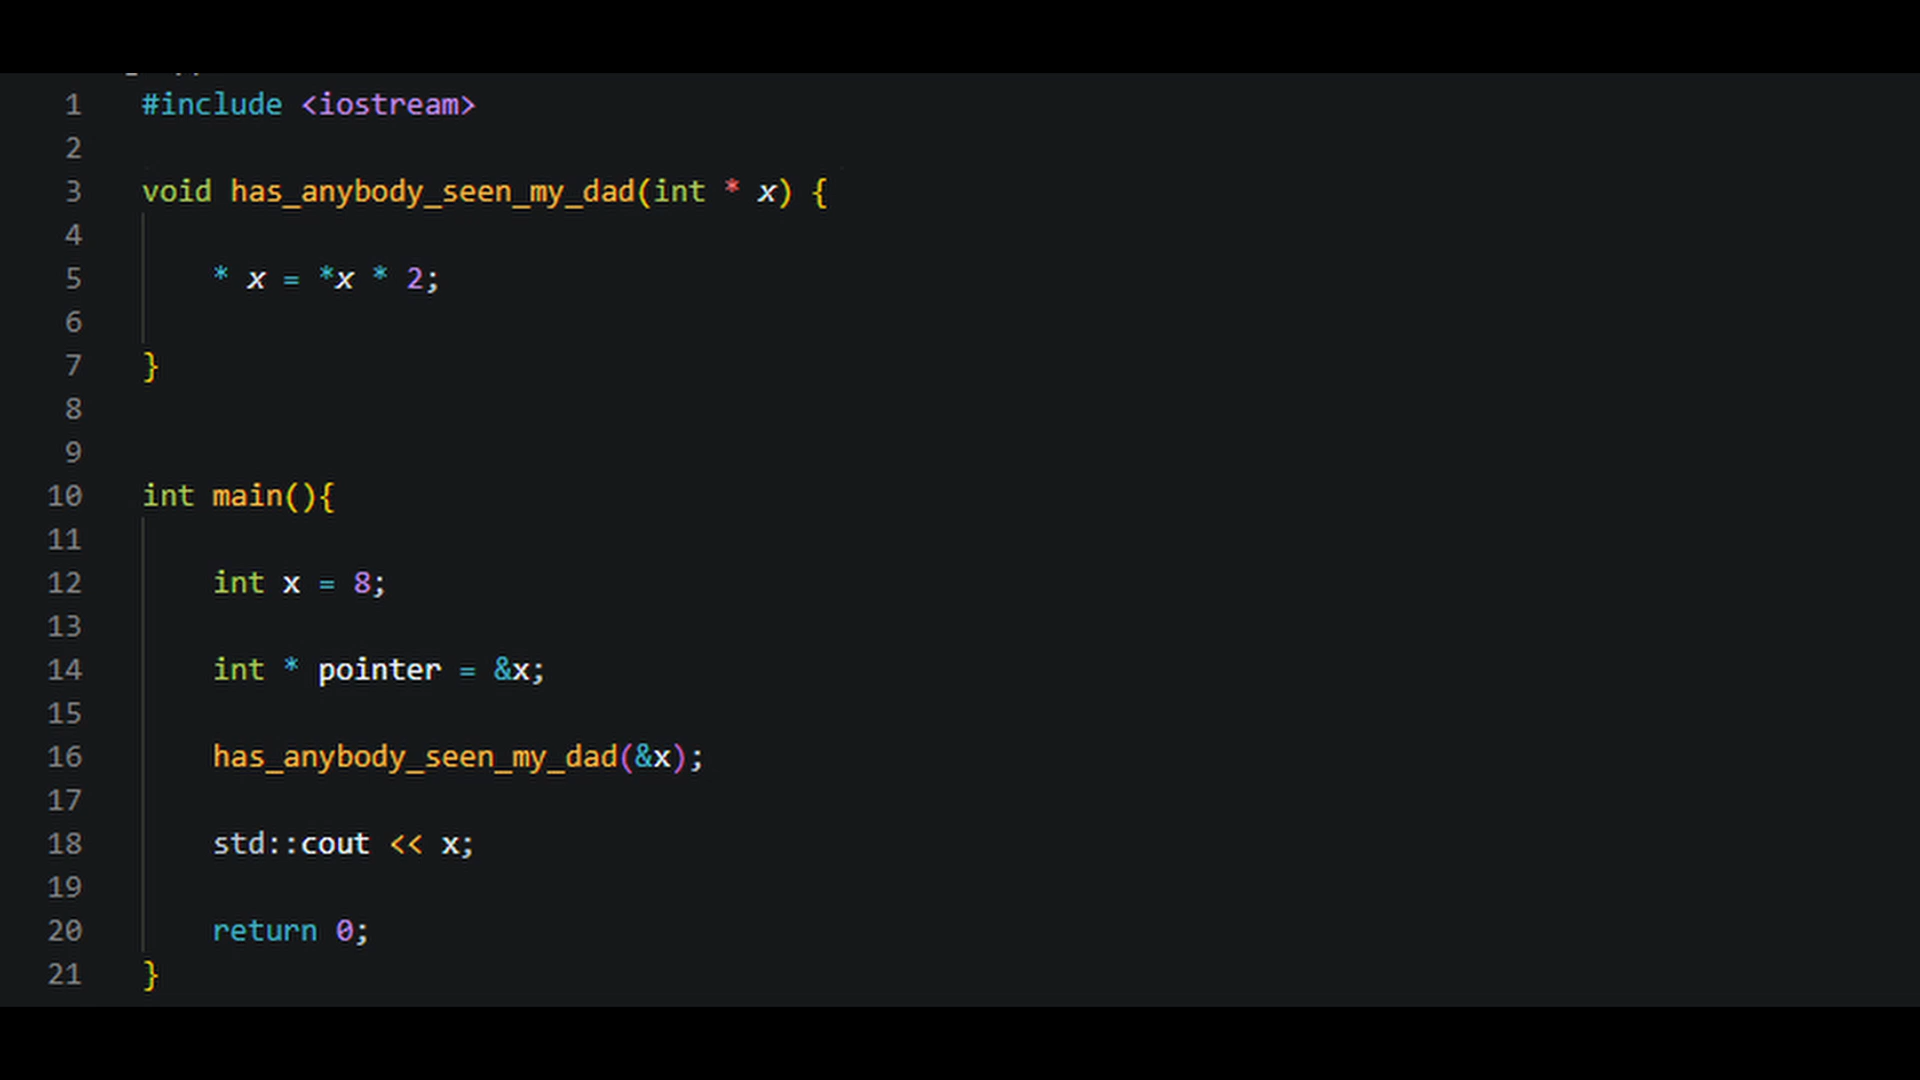 1 #include <iostream>
2
3 void has_anybody_seen_my_dad(int * x) {
4
5 * x = *x * 2;
6
7 }
8
9
10 int main(){
11
12 int x = 8;
13
14 int * pointer = &x;
15
16 has_anybody_seen_my_dad(&x);
17
18 std::cout << x;
19
20 return 0;
21 }